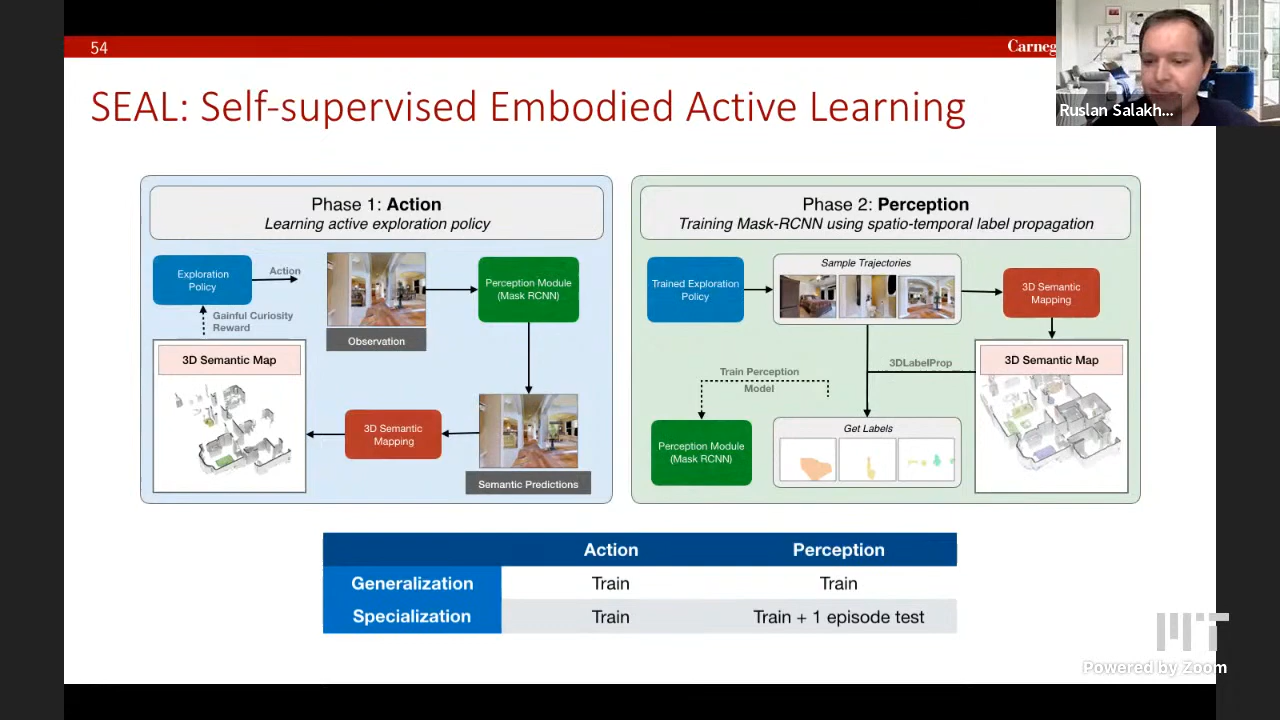 54
Carneg
Ruslan Salakh...
SEAL: Self-supervised Embodied Active Learning
Phase 1: Action
Learning active exploration policy
Exploration
Policy
Action
Gainful Curiosity
Reward
Observation
Perception Module
(Mask RCNN)
3D Semantic Map
3D Semantic
Mapping
Semantic Predictions
Phase 2: Perception
Training Mask-RCNN using spatio-temporal label propagation
Trained Exploration
Policy
Sample Trajectories
3D Semantic
Mapping
3DLabelProp
3D Semantic Map
Train Perception
Model
Get Labels
Perception Module
(Mask RCNN)
Action Perception
Generalization Train Train
Specialization Train Train + 1 episode test
MIT
Powered by Zoom